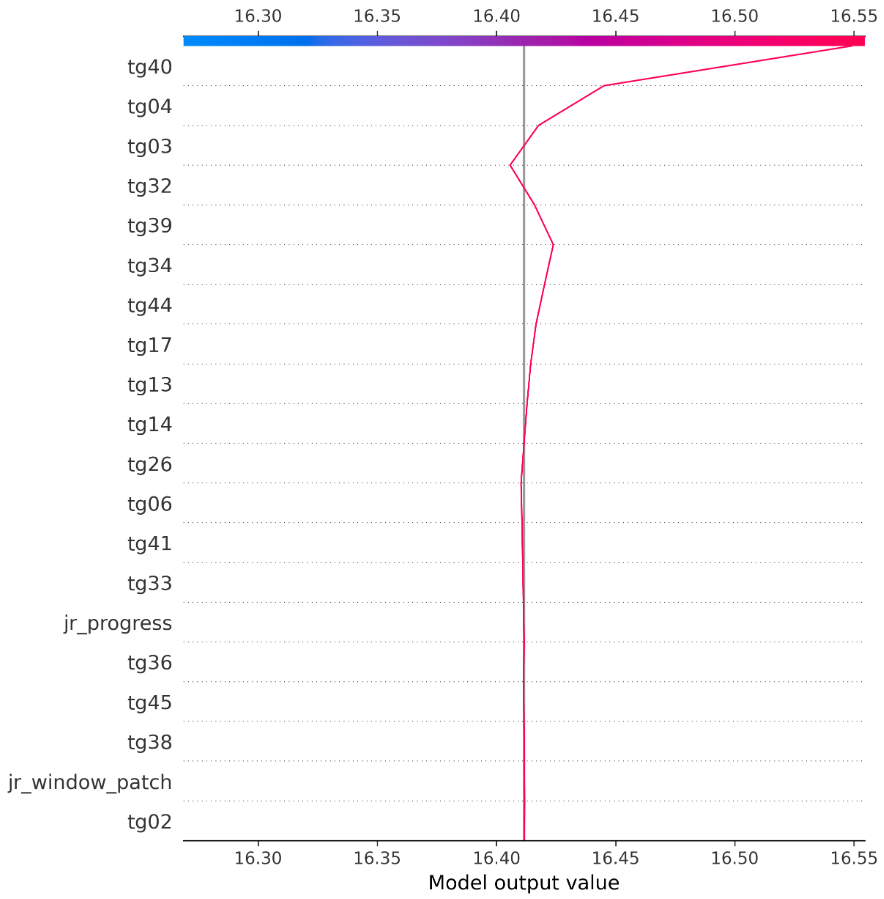 16.30 16.35 16.40 16.45 16.50 16.55
tg40
tg04
tg03
tg32
tg39
tg34
tg44
tg17
tg13
tg14
tg26
tg06
tg41
tg33
jr_progress
tg36
tg45
tg38
jr_window_patch
tg02
16.30 16.35 16.40 16.45 16.50 16.55
Model output value